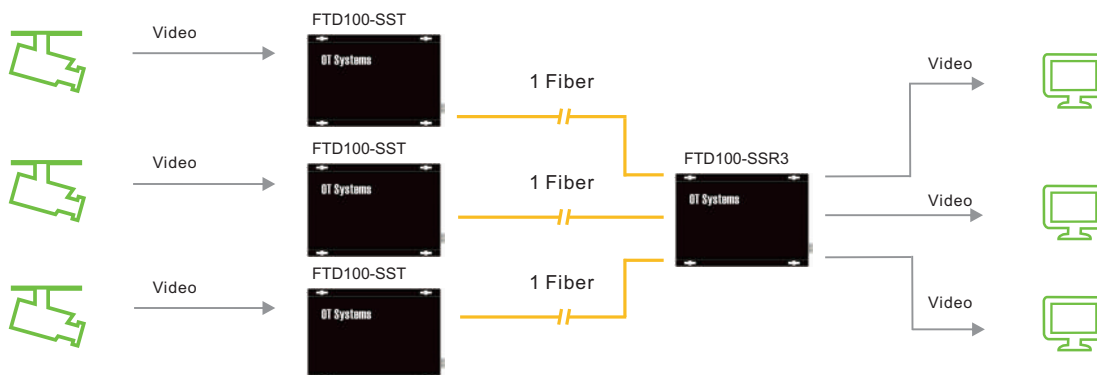 FTD100-SST
Video
OT Systems
1 Fiber
Video
FTD100-SST
Video
OT Systems
1 Fiber
FTD100-SSR3
OT Systems
Video
FTD100-SST
Video
OT Systems
1 Fiber
Video